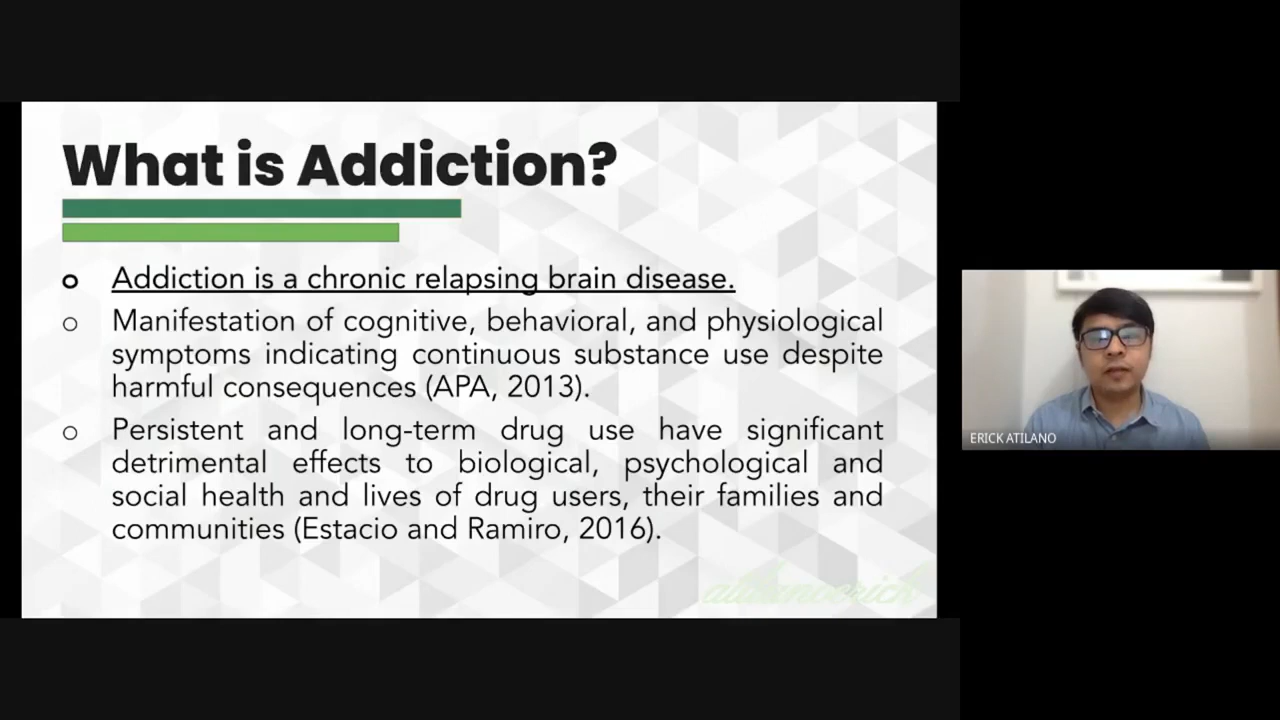 What is Addiction?
o Addiction is a chronic relapsing brain disease.
o Manifestation of cognitive, behavioral, and physiological
symptoms indicating continuous substance use despite
harmful consequences (APA, 2013).
o Persistent and long-term drug use have significant
detrimental effects to biological, psychological and
social health and lives of drug users, their families and
communities (Estacio and Ramiro, 2016).
atilanoerick
ERICK ATILANO